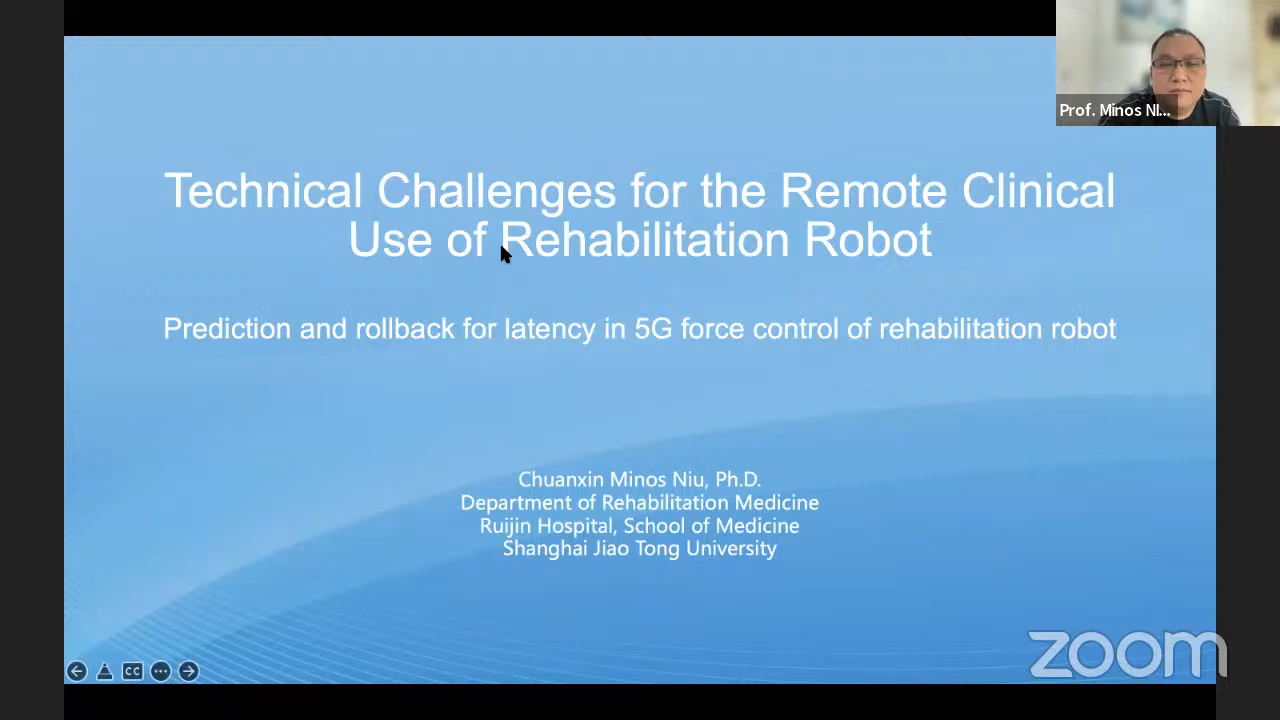 Prof. Minos NI...
Technical Challenges for the Remote Clinical
Use of Rehabilitation Robot
Prediction and rollback for latency in 5G force control of rehabilitation robot
Chuanxin Minos Niu, Ph.D.
Department of Rehabilitation Medicine
Ruijin Hospital, School of Medicine
Shanghai Jiao Tong University
CC
zoom